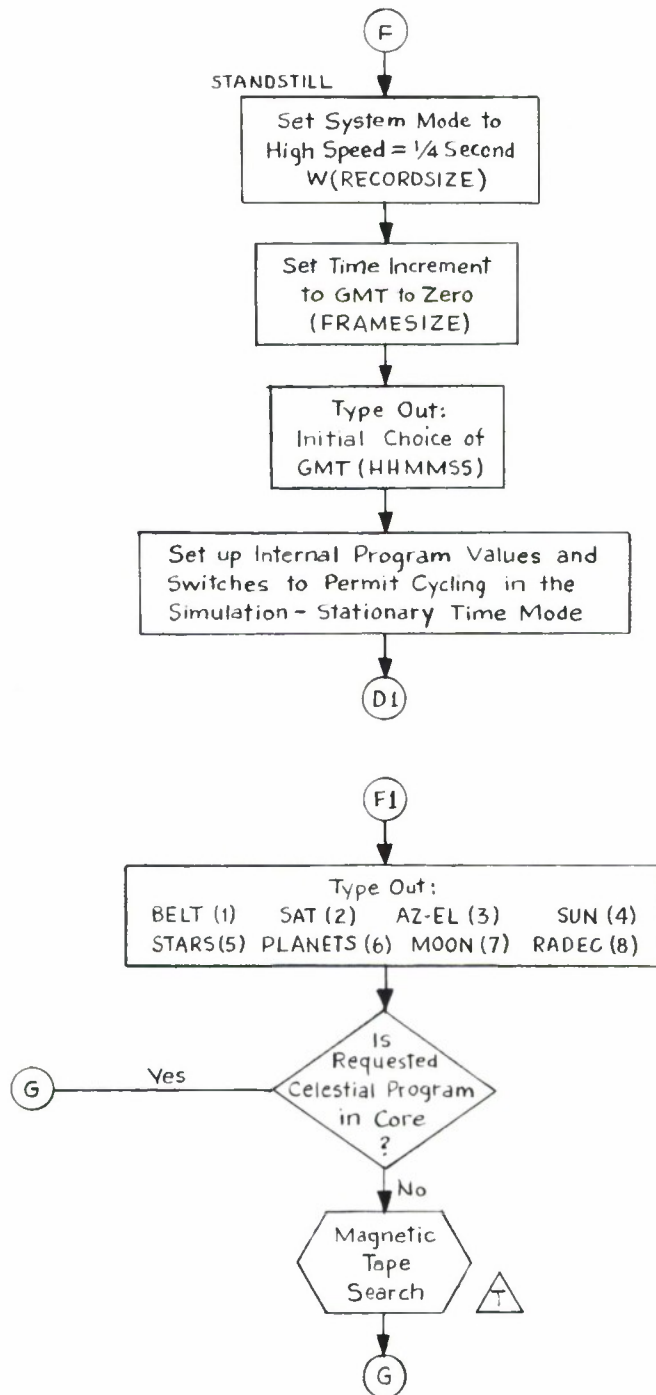 F
STANDSTILL
Set System Mode to
High Speed = 1/4 Second
W(RECORDSIZE)
Set Time Increment
to GMT to Zero
(FRAMESIZE)
Type Out:
Initial Choice of
GMT (HHMMSS)
Set up Internal Program Values and
Switches to Permit Cycling in the
Simulation - Stationary Time Mode
D1
F1
Type Out:
BELT (1) SAT (2) AZ-EL (3) SUN (4)
STARS (5) PLANETS (6) MOON (7) RADEC (8)
Is
Requested
Celestial Program
in Core
?
Yes
G
No
Magnetic
Tape
Search
T
G